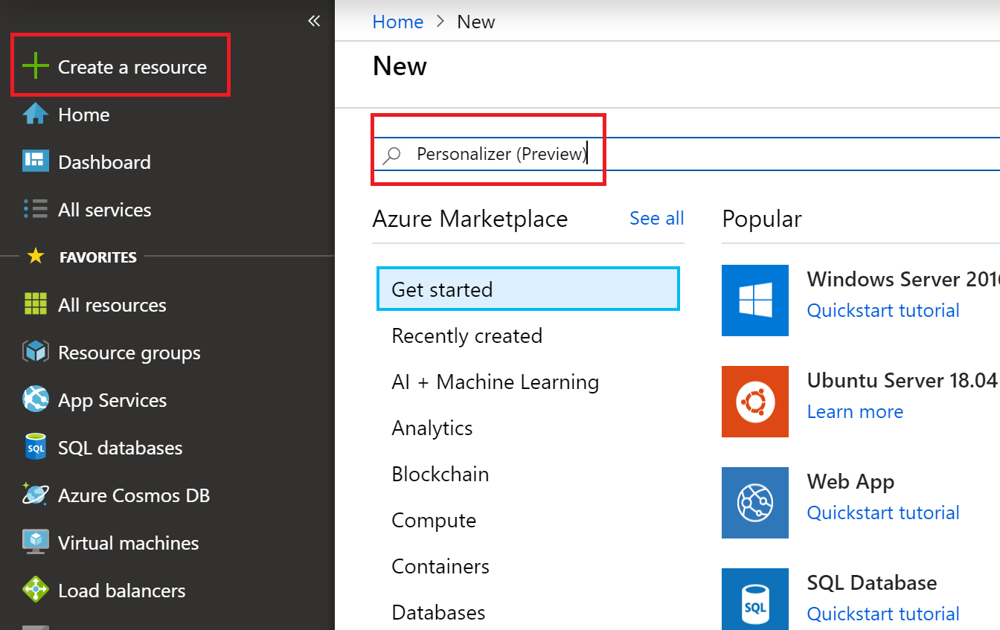 Create a resource
Home
Dashboard
All services
FAVORITES
All resources
Resource groups
App Services
SQL
SQL databases
Azure Cosmos DB
Virtual machines
Load balancers
Home > New
New
Personalizer (Preview)
Azure Marketplace
See all
Get started
Recently created
AI + Machine Learning
Analytics
Blockchain
Compute
Containers
Databases
Popular
Windows Server 201
Quickstart tutorial
Ubuntu Server 18.04
Learn more
Web App
Quickstart tutorial
SQL
SQL Database
Quickstart tutorial